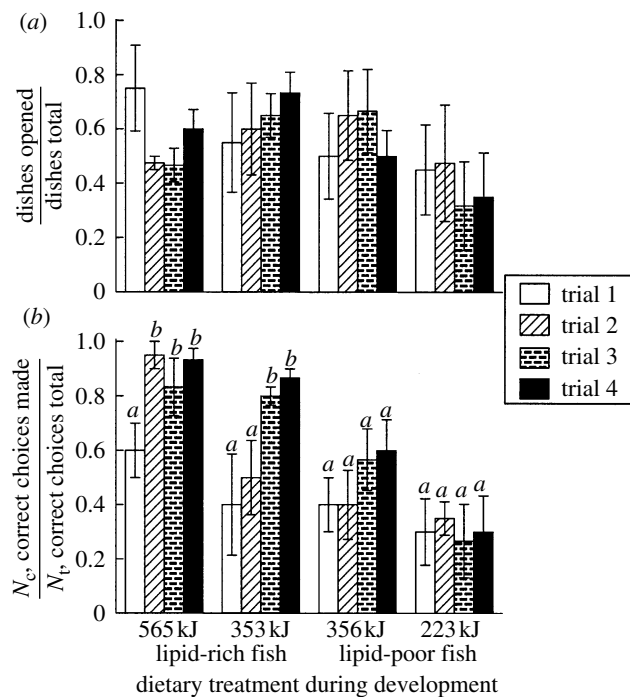 (a)
1.0
0.8
0.6
0.4
0.2
0
dishes opened
dishes total
(b)
1.0
0.8
0.6
0.4
0.2
0
Nc, correct choices made
Nt, correct choices total
a b b b
a a b b
a a a a
a a a a
565 kJ 353 kJ 356 kJ 223 kJ
lipid-rich fish lipid-poor fish
dietary treatment during development
trial 1
trial 2
trial 3
trial 4